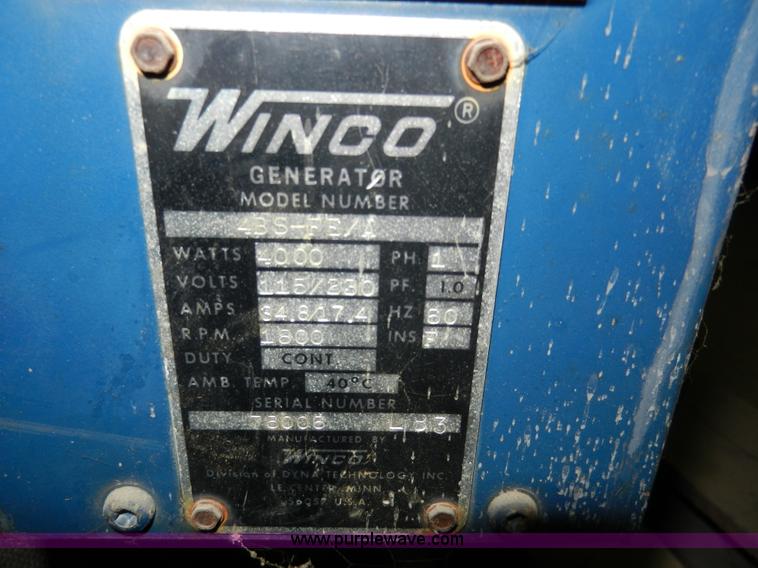 WINCO ®
GENERATOR
MODEL NUMBER
WATTS 4000 PH. 1
VOLTS 115/230 PF. 1.0
AMPS 34.8/17.4 HZ 60
R.P.M. 1800 INS F
DUTY CONT.
AMB. TEMP. 40°C
SERIAL NUMBER
MANUFACTURED BY
WINCO
Division of DYNA TECHNOLOGY INC.
LE CENTER, MINN.
56057 U.S.A.
www.purplewave.com